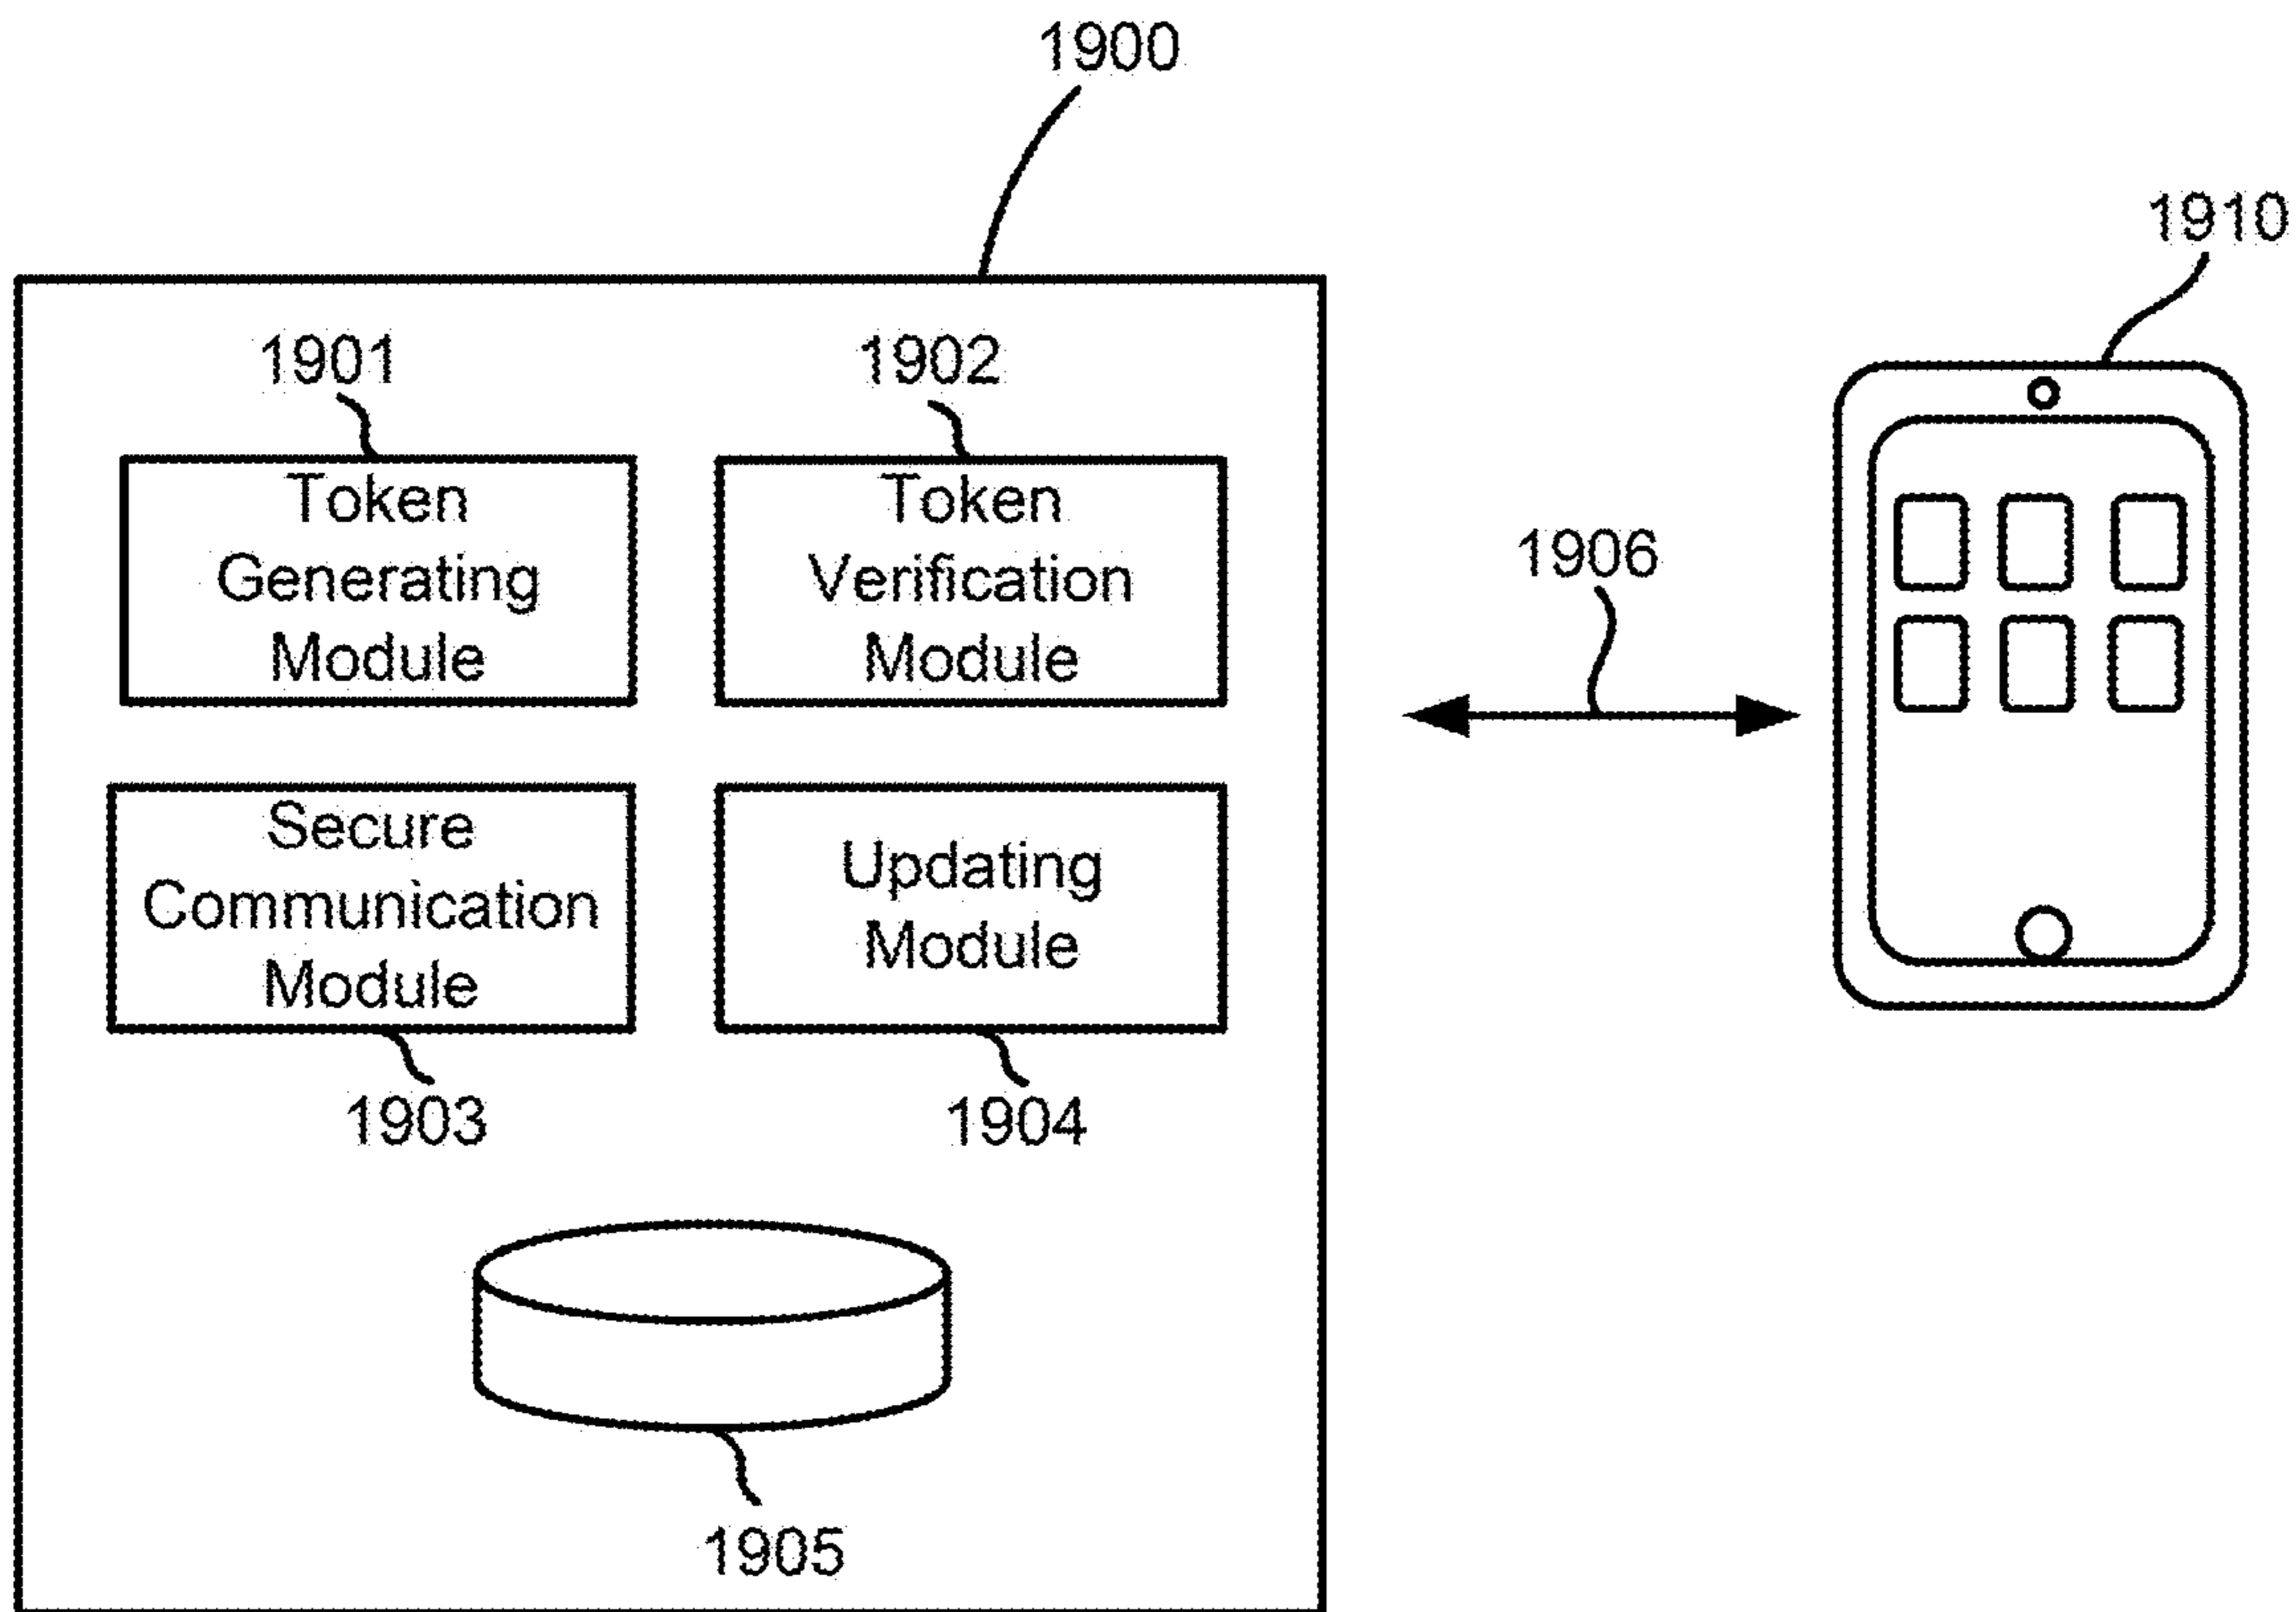 1900
1910
1901
1902
Token
Generating
Module
Token
Verification
Module
1906
Secure
Communication
Module
Updating
Module
1903
1904
1905